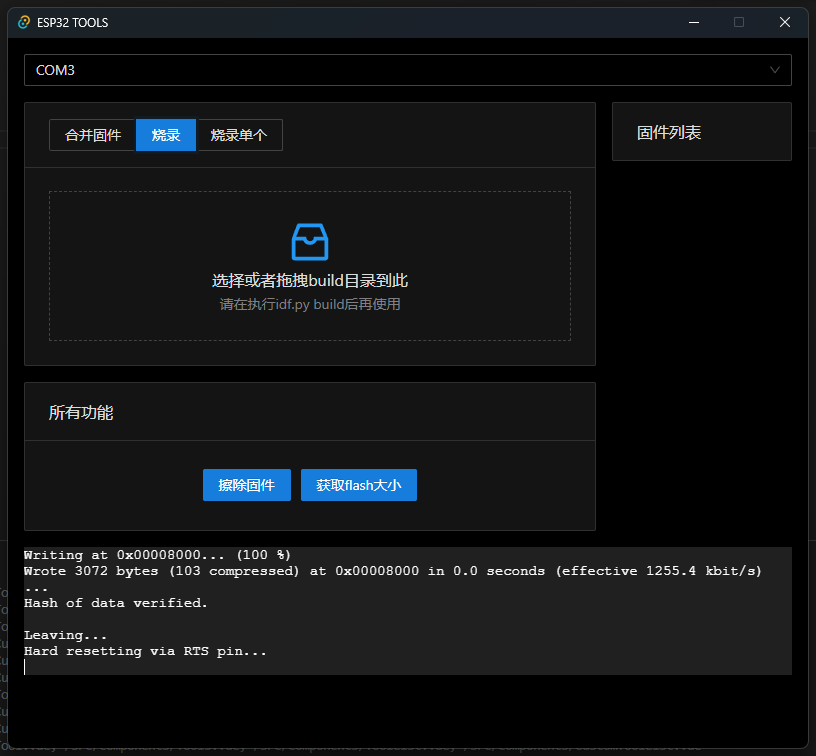 ESP32 TOOLS
COM3
合并固件 烧录 烧录单个
固件列表
选择或者拖拽build目录到此
请在执行idf.py build后再使用
所有功能
擦除固件 获取flash大小
Writing at 0x00008000... (100 %)
Wrote 3072 bytes (103 compressed) at 0x00008000 in 0.0 seconds (effective 1255.4 kbit/s)
...
Hash of data verified.
Leaving...
Hard resetting via RTS pin...